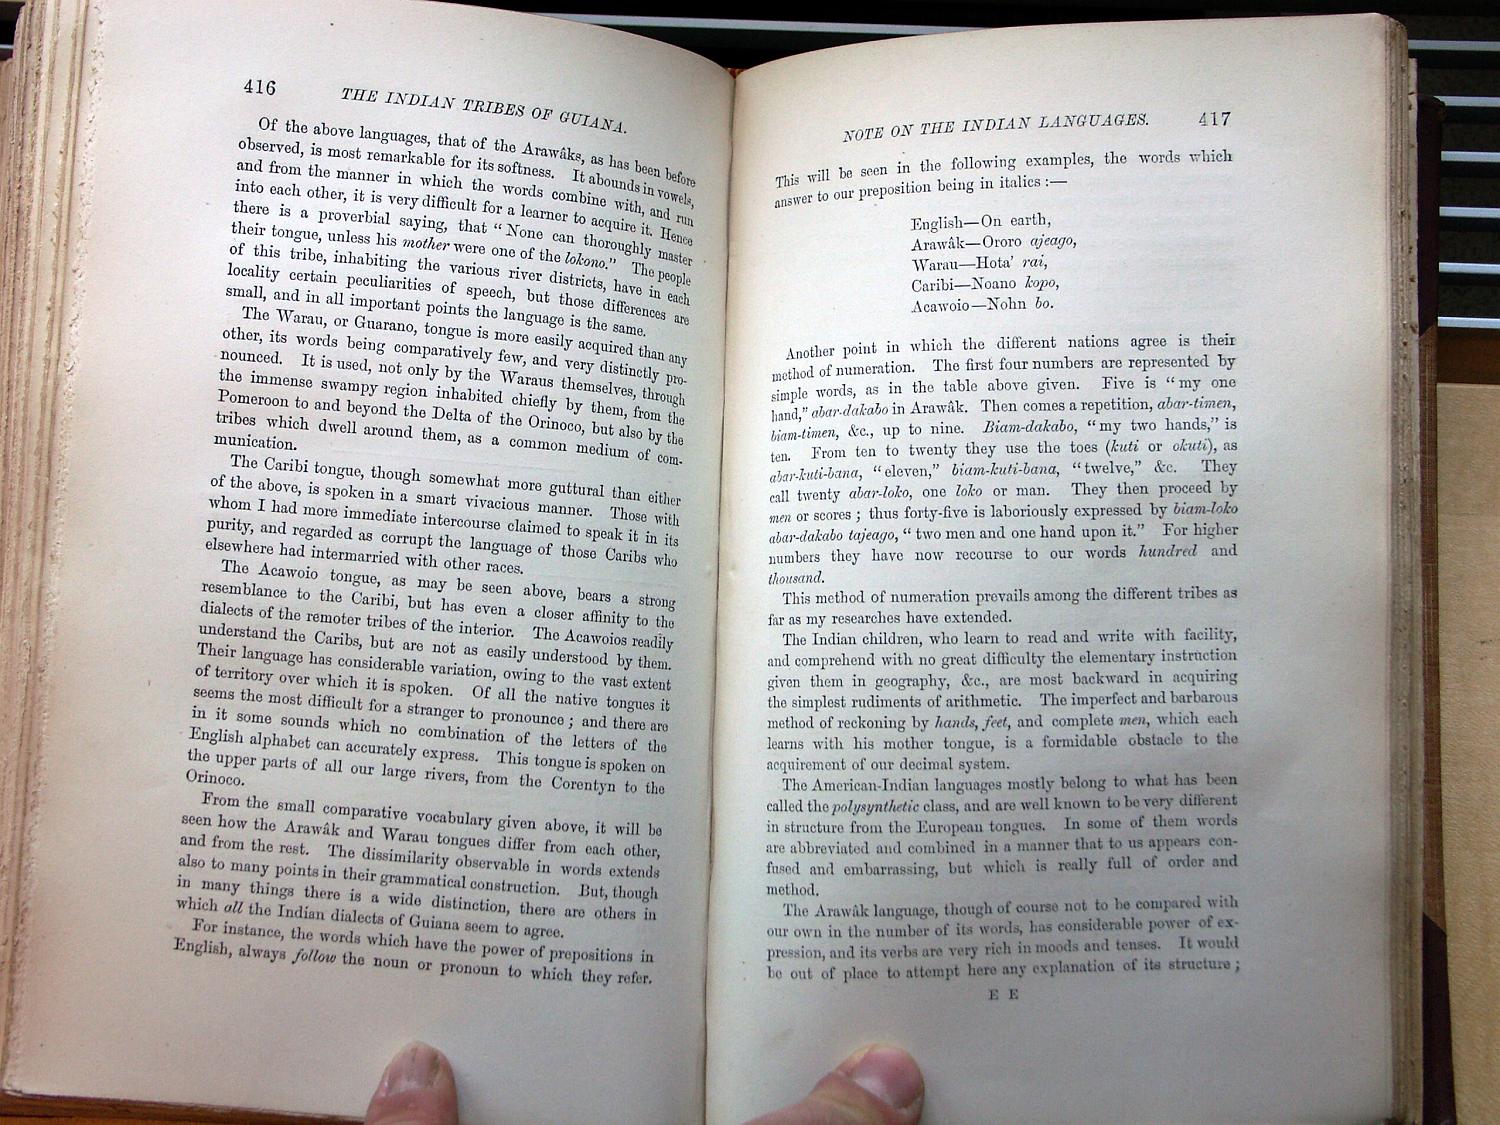 416
THE INDIAN TRIBES OF GUIANA.
Of the above languages, that of the Arawâks, as has been before
observed, is most remarkable for its softness. It abounds in vowels,
and from the manner in which the words combine with, and run
into each other, it is very difficult for a learner to acquire it. Hence
there is a proverbial saying, that “None can thoroughly master
their tongue, unless his mother were one of the lokono.” The people
of this tribe, inhabiting the various river districts, have in each
locality certain peculiarities of speech, but those differences are
small, and in all important points the language is the same.
The Warau, or Guarano, tongue is more easily acquired than any
other, its words being comparatively few, and very distinctly pro-
nounced. It is used, not only by the Waraus themselves, through
the immense swampy region inhabited chiefly by them, from the
Pomeroon to and beyond the Delta of the Orinoco, but also by the
tribes which dwell around them, as a common medium of com-
munication.
The Caribi tongue, though somewhat more guttural than either
of the above, is spoken in a smart vivacious manner. Those with
whom I had more immediate intercourse claimed to speak it in its
purity, and regarded as corrupt the language of those Caribs who
elsewhere had intermarried with other races.
The Acawoio tongue, as may be seen above, bears a strong
resemblance to the Caribi, but has even a closer affinity to the
dialects of the remoter tribes of the interior. The Acawoios readily
understand the Caribs, but are not as easily understood by them.
Their language has considerable variation, owing to the vast extent
of territory over which it is spoken. Of all the native tongues it
seems the most difficult for a stranger to pronounce; and there are
in it some sounds which no combination of the letters of the
English alphabet can accurately express. This tongue is spoken on
the upper parts of all our large rivers, from the Corentyn to the
Orinoco.
From the small comparative vocabulary given above, it will be
seen how the Arawâk and Warau tongues differ from each other,
and from the rest. The dissimilarity observable in words extends
also to many points in their grammatical construction. But, though
in many things there is a wide distinction, there are others in
which all the Indian dialects of Guiana seem to agree.
For instance, the words which have the power of prepositions in
English, always follow the noun or pronoun to which they refer.
NOTE ON THE INDIAN LANGUAGES.
417
This will be seen in the following examples, the words which
answer to our preposition being in italics:—
English—On earth,
Arawâk—Ororo ajeago,
Warau—Hota’ rai,
Caribi—Noano kopo,
Acawoio—Nohn bo.
Another point in which the different nations agree is their
method of numeration. The first four numbers are represented by
simple words, as in the table above given. Five is “my one
hand,” abar-dakabo in Arawâk. Then comes a repetition, abar-timen,
biam-timen, &c., up to nine. Biam-dakabo, “my two hands,” is
ten. From ten to twenty they use the toes (kuti or okuti), as
abar-kuti-bana, “eleven,” biam-kuti-bana, “twelve,” &c. They
call twenty abar-loko, one loko or man. They then proceed by
men or scores; thus forty-five is laboriously expressed by biam-loko
abar-dakabo tajeago, “two men and one hand upon it.” For higher
numbers they have now recourse to our words hundred and
thousand.
This method of numeration prevails among the different tribes as
far as my researches have extended.
The Indian children, who learn to read and write with facility,
and comprehend with no great difficulty the elementary instruction
given them in geography, &c., are most backward in acquiring
the simplest rudiments of arithmetic. The imperfect and barbarous
method of reckoning by hands, feet, and complete men, which each
learns with his mother tongue, is a formidable obstacle to the
acquirement of our decimal system.
The American-Indian languages mostly belong to what has been
called the polysynthetic class, and are well known to be very different
in structure from the European tongues. In some of them words
are abbreviated and combined in a manner that to us appears con-
fused and embarrassing, but which is really full of order and
method.
The Arawâk language, though of course not to be compared with
our own in the number of its words, has considerable power of ex-
pression, and its verbs are very rich in moods and tenses. It would
be out of place to attempt here any explanation of its structure;
E E